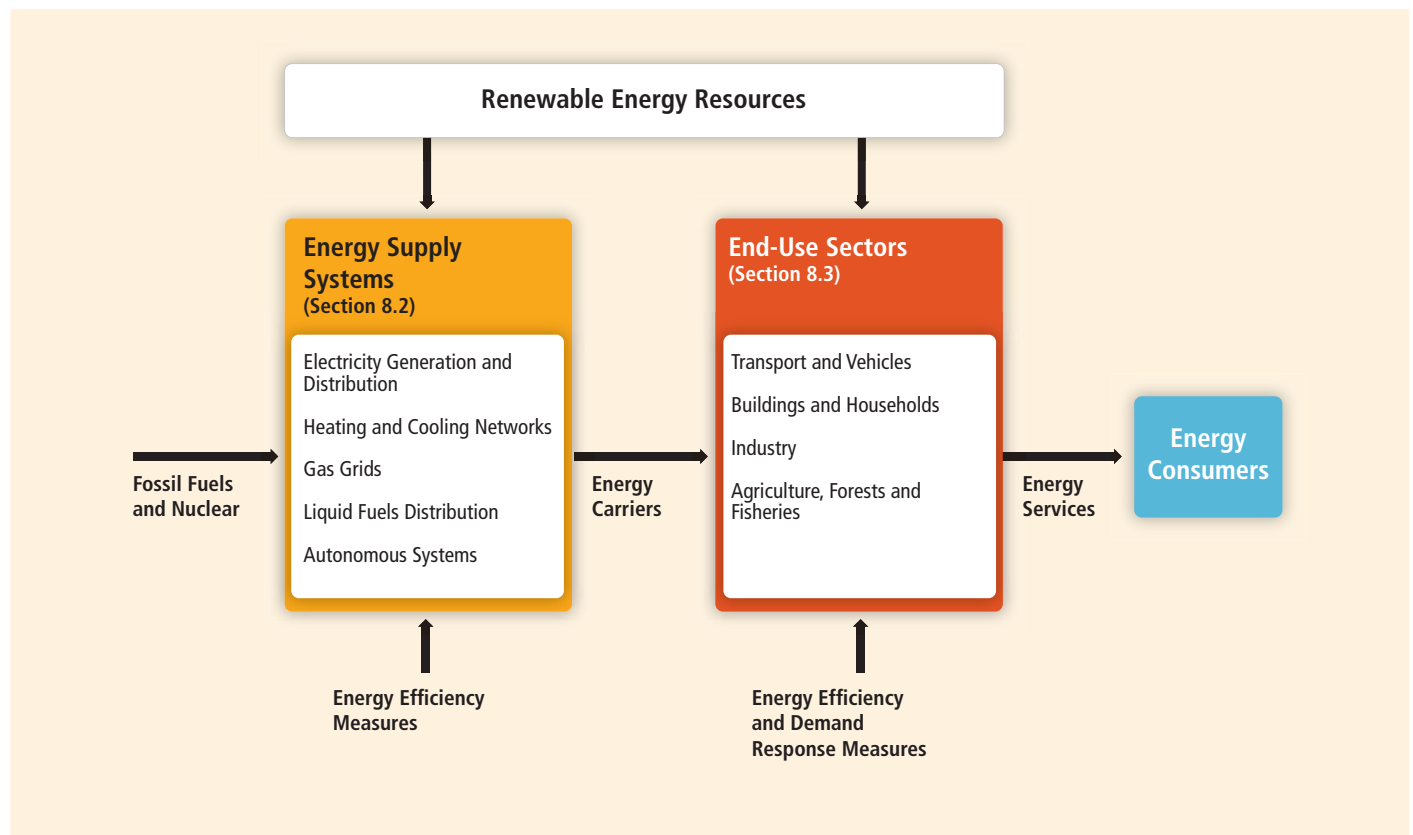 Renewable Energy Resources
Energy Supply
Systems
(Section 8.2)
Electricity Generation and
Distribution
Heating and Cooling Networks
Gas Grids
Liquid Fuels Distribution
Autonomous Systems
End-Use Sectors
(Section 8.3)
Transport and Vehicles
Buildings and Households
Industry
Agriculture, Forests and
Fisheries
Fossil Fuels
and Nuclear
Energy
Carriers
Energy
Services
Energy
Consumers
Energy Efficiency
Measures
Energy Efficiency
and Demand
Response Measures